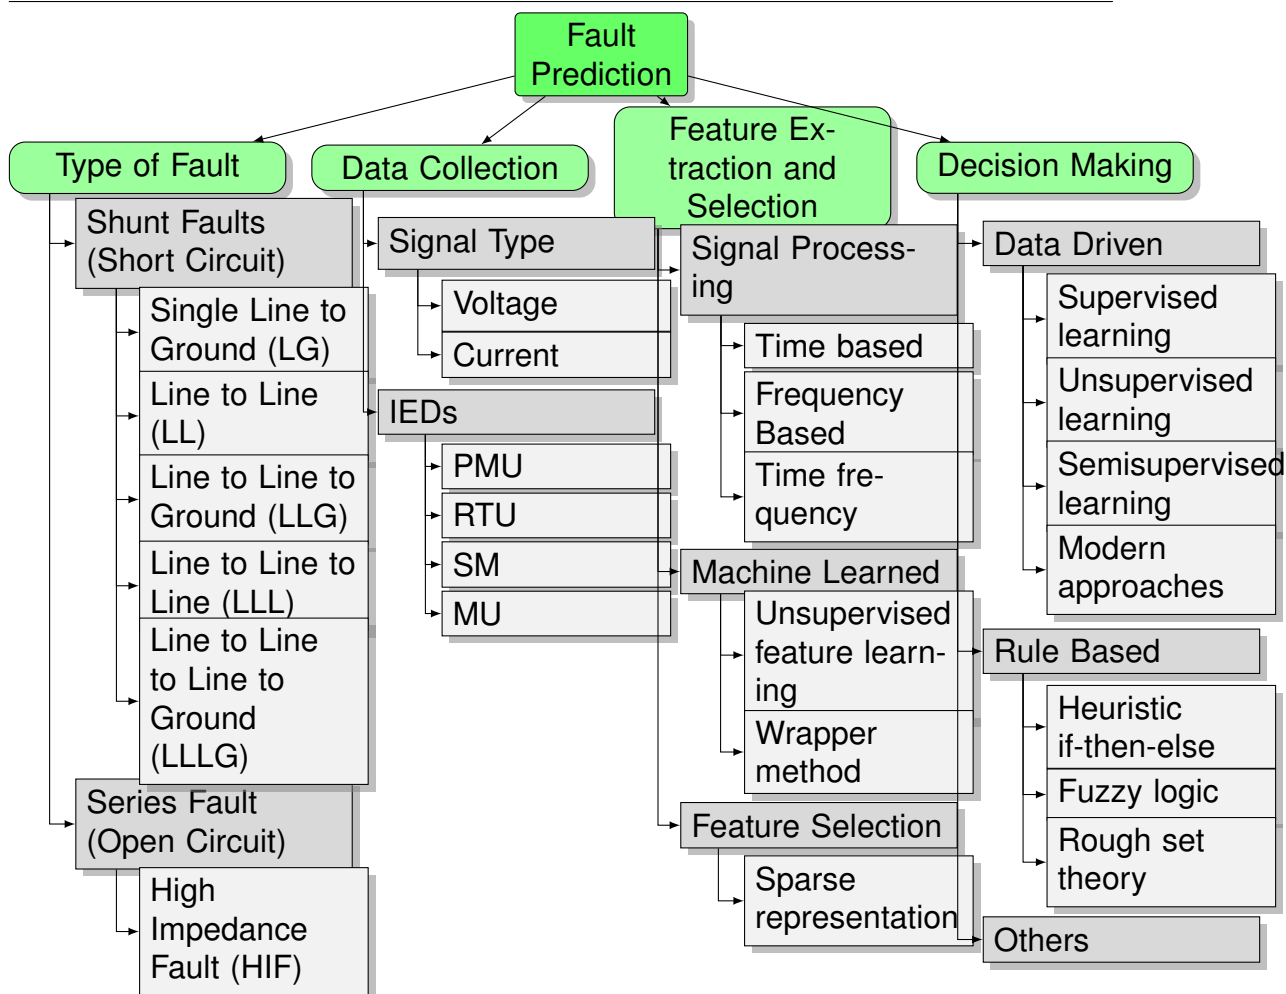 Fault
Prediction
Type of Fault
Shunt Faults
(Short Circuit)
Single Line to
Ground (LG)
Line to Line
(LL)
Line to Line to
Ground (LLG)
Line to Line to
Line (LLL)
Line to Line
to Line to
Ground
(LLLG)
Series Fault
(Open Circuit)
High
Impedance
Fault (HIF)
Data Collection
Signal Type
Voltage
Current
IEDs
PMU
RTU
SM
MU
Feature Ex-
traction and
Selection
Signal Process-
ing
Time based
Frequency
Based
Time fre-
quency
Machine Learned
Unsupervised
feature learn-
ing
Wrapper
method
Feature Selection
Sparse
representation
Decision Making
Data Driven
Supervised
learning
Unsupervised
learning
Semisupervised
learning
Modern
approaches
Rule Based
Heuristic
if-then-else
Fuzzy logic
Rough set
theory
Others